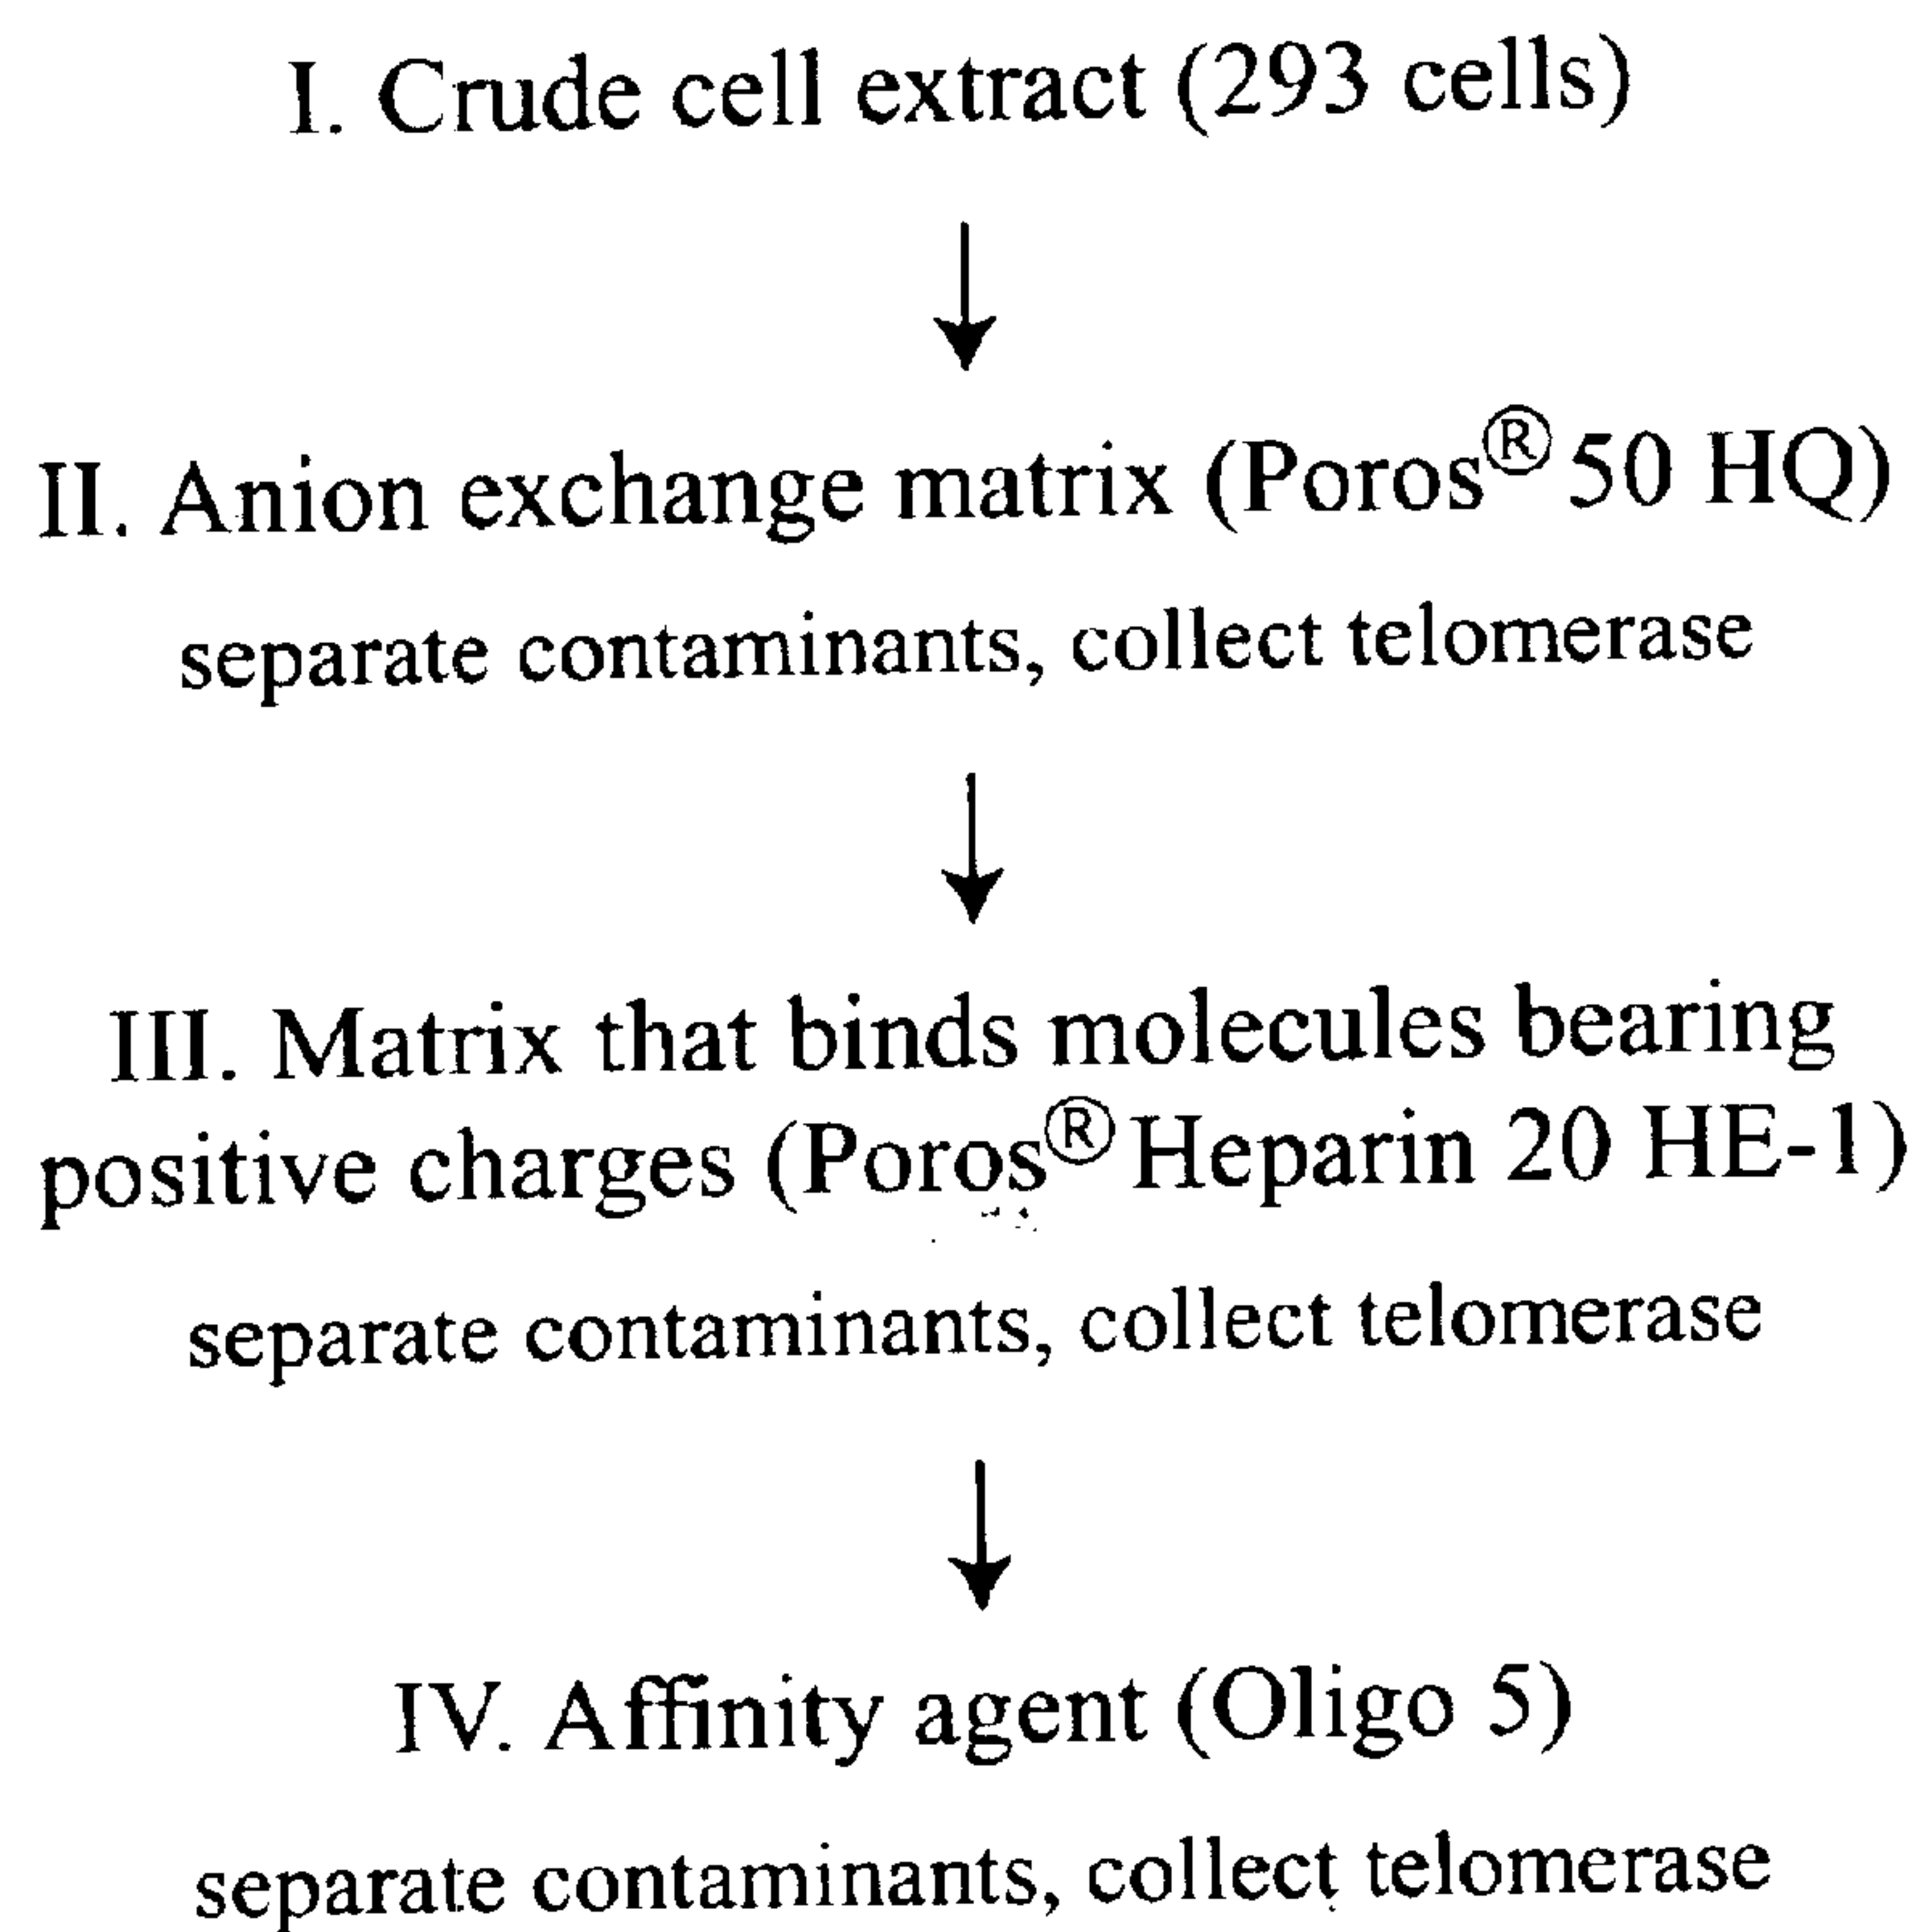 I. Crude cell extract (293 cells)
II. Anion exchange matrix (Poros® 50 HQ)
separate contaminants, collect telomerase
III. Matrix that binds molecules bearing
positive charges (Poros® Heparin 20 HE-1)
separate contaminants, collect telomerase
IV. Affinity agent (Oligo 5)
separate contaminants, collect telomerase